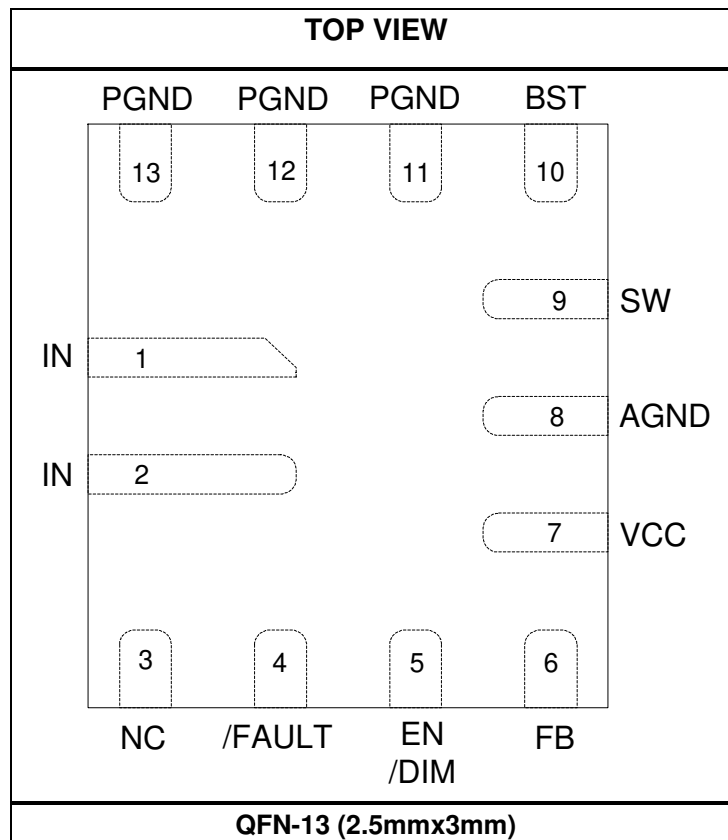 TOP VIEW
PGND PGND PGND BST
13 12 11 10
9 SW
IN 1
8 AGND
IN 2
7 VCC
3 4 5 6
NC /FAULT EN FB
/DIM
QFN-13 (2.5mmx3mm)